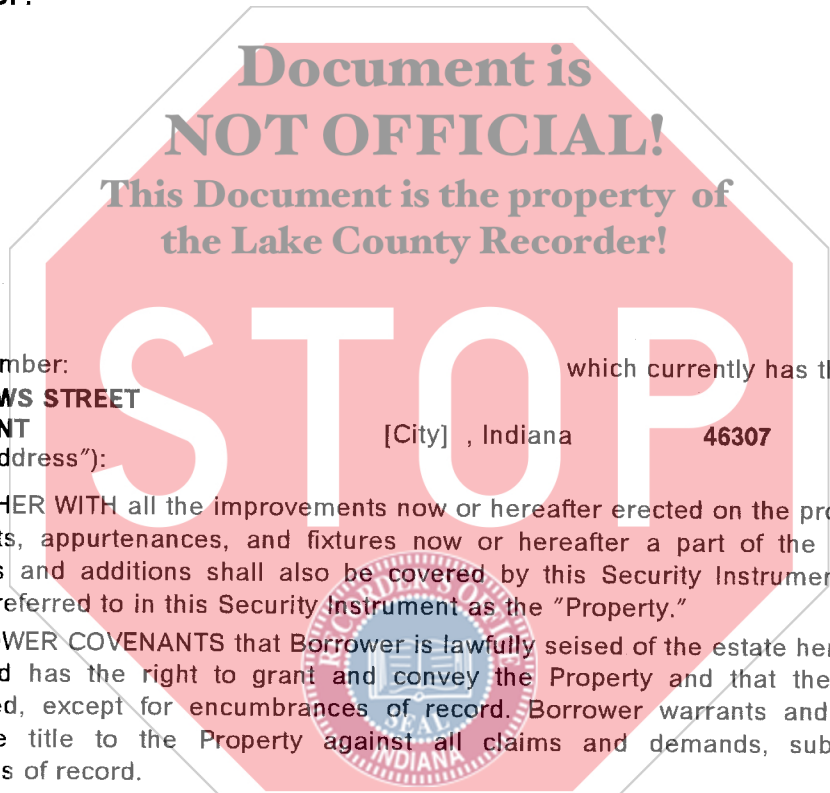 Document is
NOT OFFICIAL!
This Document is the property of
the Lake County Recorder!
STOP
mber: which currently has th
WS STREET
NT [City] , Indiana 46307
ddress"):
HER WITH all the improvements now or hereafter erected on the pro
ts, appurtenances, and fixtures now or hereafter a part of the
s and additions shall also be covered by this Security Instrumen
referred to in this Security Instrument as the "Property."
WER COVENANTS that Borrower is lawfully seised of the estate her
d has the right to grant and convey the Property and that the
ed, except for encumbrances of record. Borrower warrants and
e title to the Property against all claims and demands, sub
s of record.
RECORDER'S OFFICE
SEAL
INDIANA